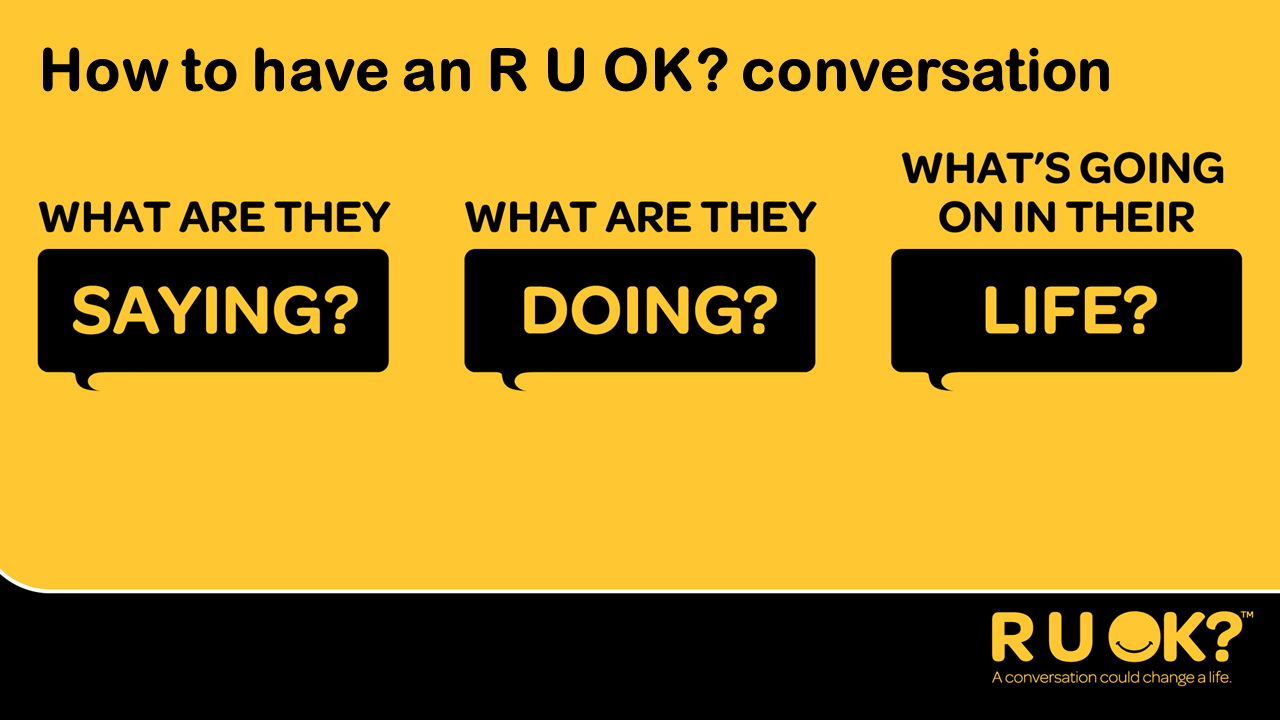 How to have an R U OK? conversation
WHAT ARE THEY
SAYING?
WHAT ARE THEY
DOING?
WHAT'S GOING
ON IN THEIR
LIFE?
R U OK?™
A conversation could change a life.